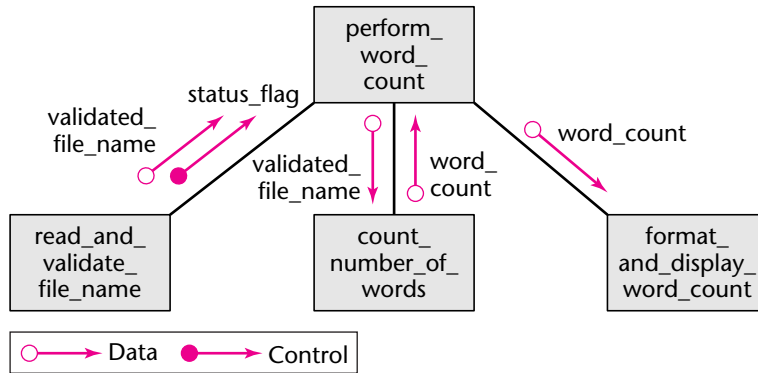 perform_
word_
count
status_flag
validated_
file_name
validated_
file_name
word_
count
word_count
read_and_
validate_
file_name
count_
number_of_
words
format_
and_display_
word_count
Data
Control